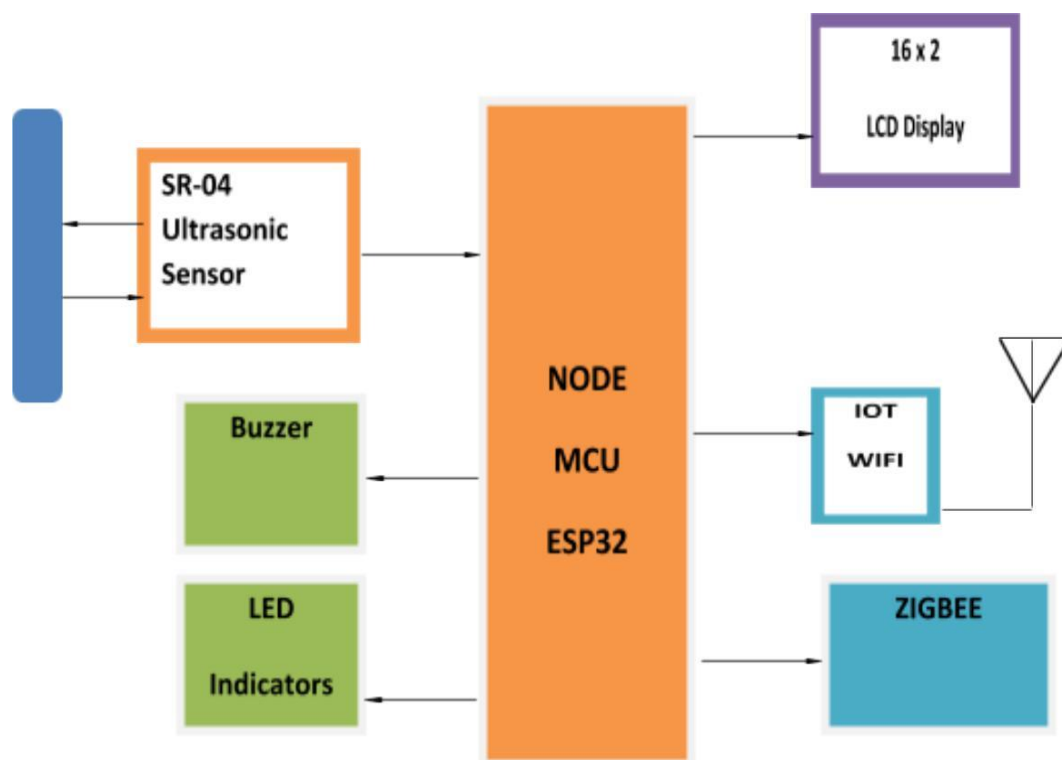 16 x 2
LCD Display
SR-04
Ultrasonic
Sensor
NODE
MCU
ESP32
Buzzer
IOT
WIFI
LED
Indicators
ZIGBEE